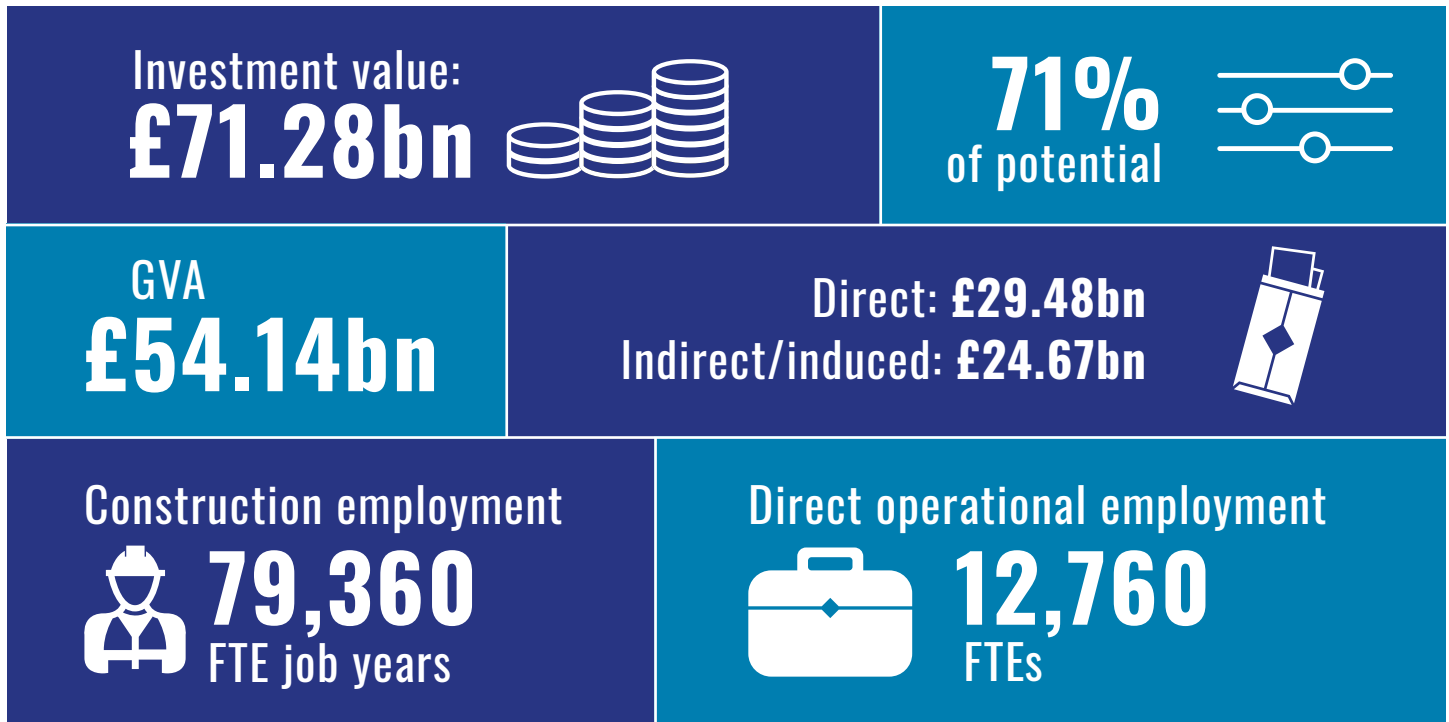 Investment value:
£71.28bn
71%
of potential
GVA
£54.14bn
Direct: £29.48bn
Indirect/induced: £24.67bn
Construction employment
79,360
FTE job years
Direct operational employment
12,760
FTEs